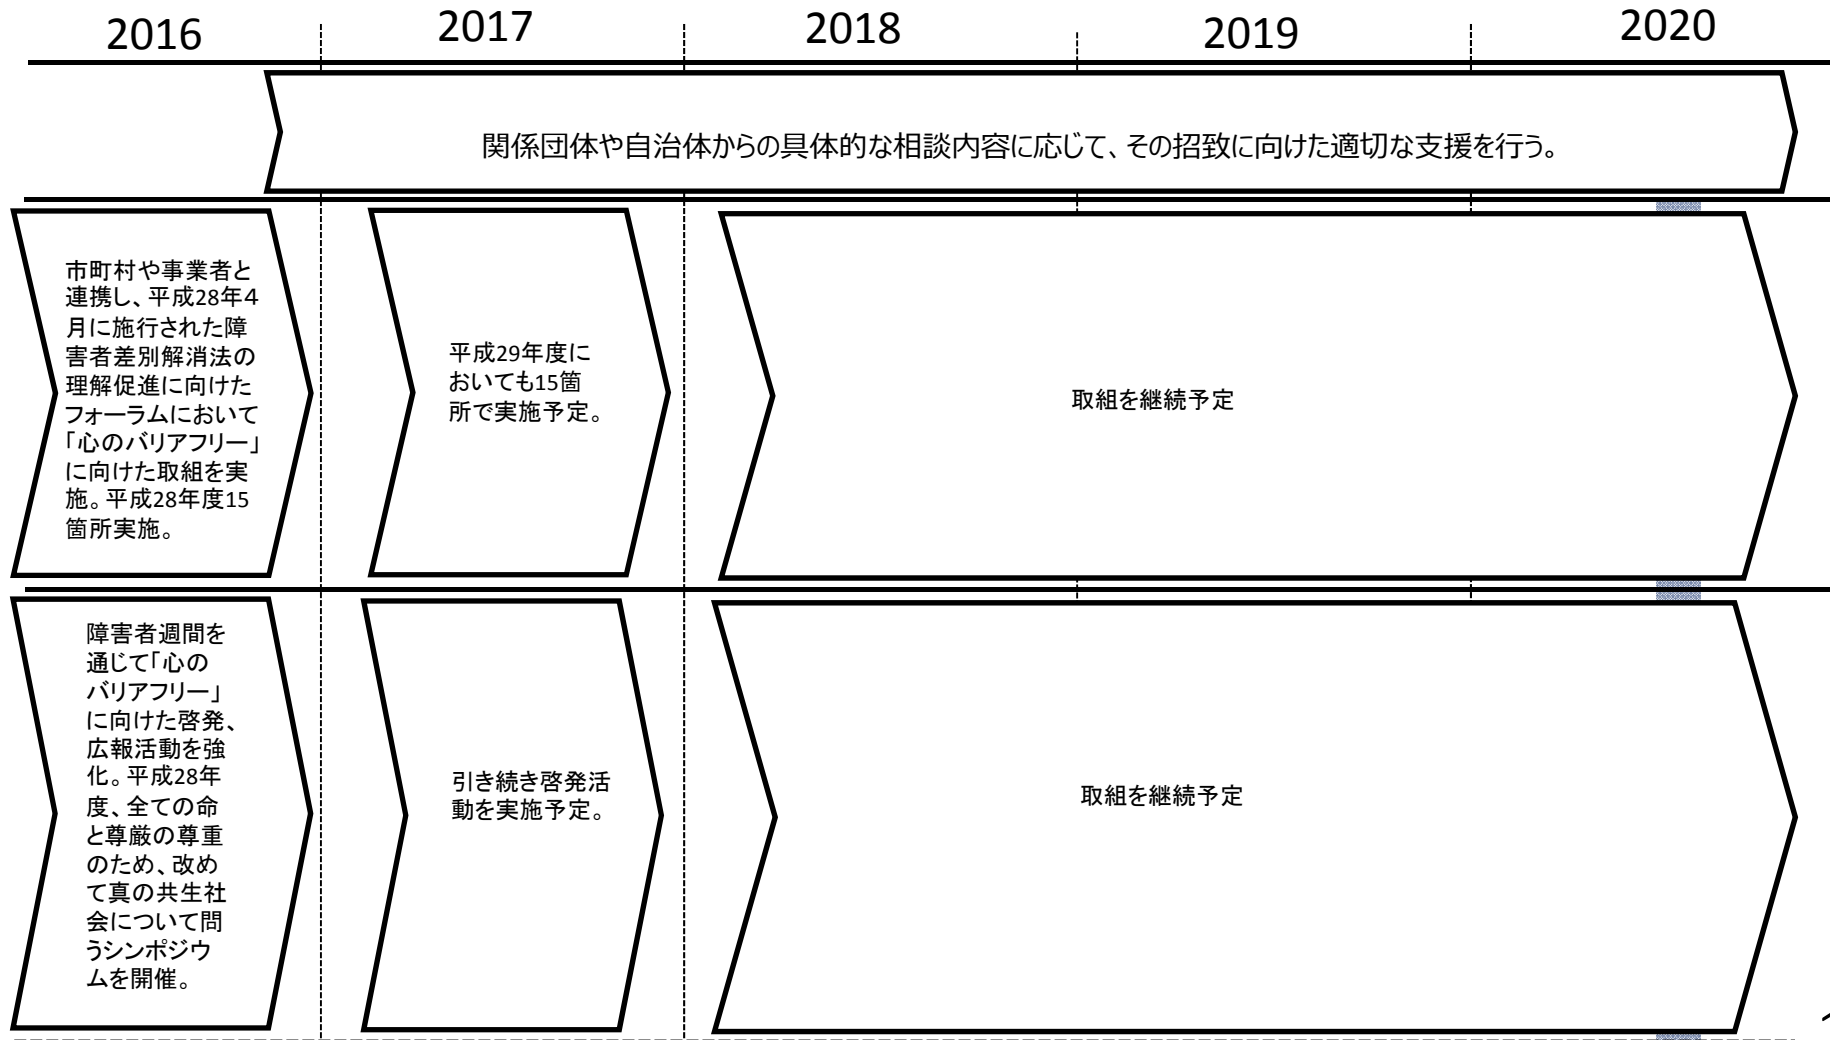 2016
2017
2018
2019
2020
関係団体や自治体からの具体的な相談内容に応じて、その招致に向けた適切な支援を行う。
市町村や事業者と
連携し、平成28年４
月に施行された障
害者差別解消法の
理解促進に向けた
フォーラムにおいて
「心のバリアフリー」
に向けた取組を実
施。平成28年度15
箇所実施。
平成29年度に
おいても15箇
所で実施予定。
取組を継続予定
障害者週間を
通じて「心の
バリアフリー」
に向けた啓発、
広報活動を強
化。平成28年
度、全ての命
と尊厳の尊重
のため、改め
て真の共生社
会について問
うシンポジウ
ムを開催。
引き続き啓発活
動を実施予定。
取組を継続予定